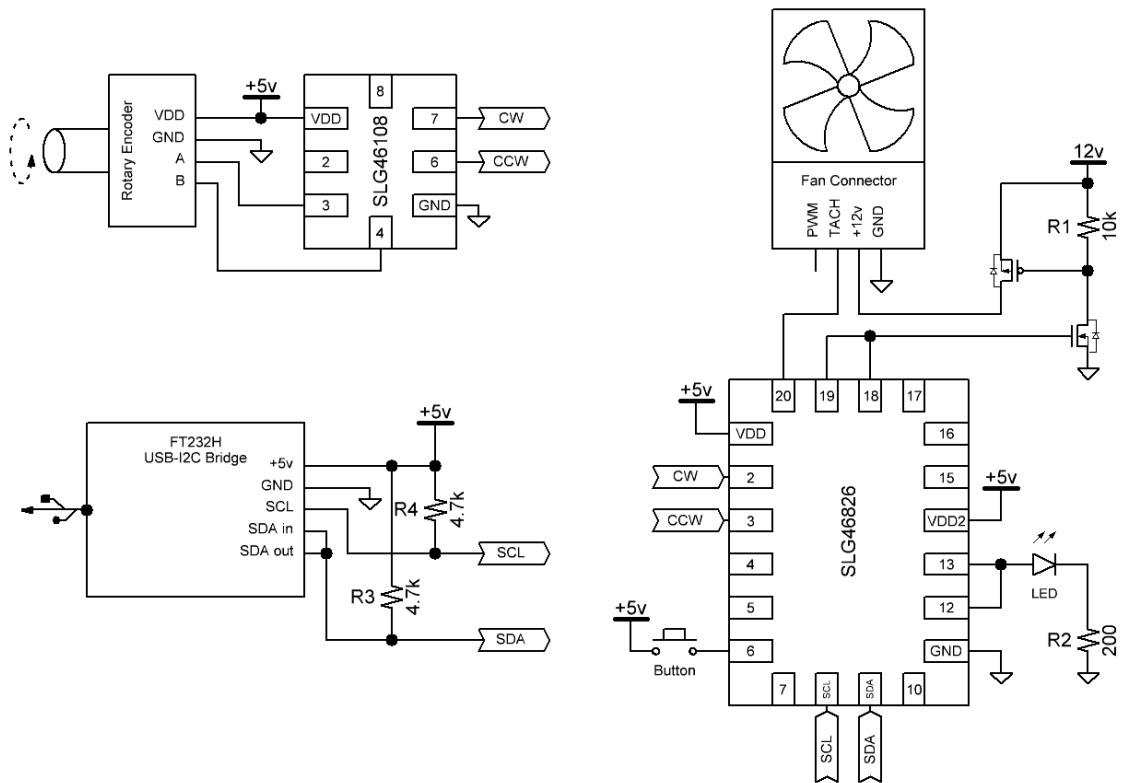 +5v
Rotary Encoder
VDD
GND
A
B
SLG46108
8
VDD
2
3
4
7
6
GND
CW
CCW
Fan Connector
PWM
TACH
+12v
GND
12v
R1
10k
FT232H
USB-I2C Bridge
+5v
GND
SCL
SDA in
SDA out
+5v
R4
4.7k
R3
4.7k
SCL
SDA
SLG46826
20
19
18
17
+5v
VDD
CW
2
CCW
3
4
5
+5v
Button
6
7
SCL
SDA
10
16
15
+5v
VDD2
13
12
GND
LED
R2
200
SCL
SDA